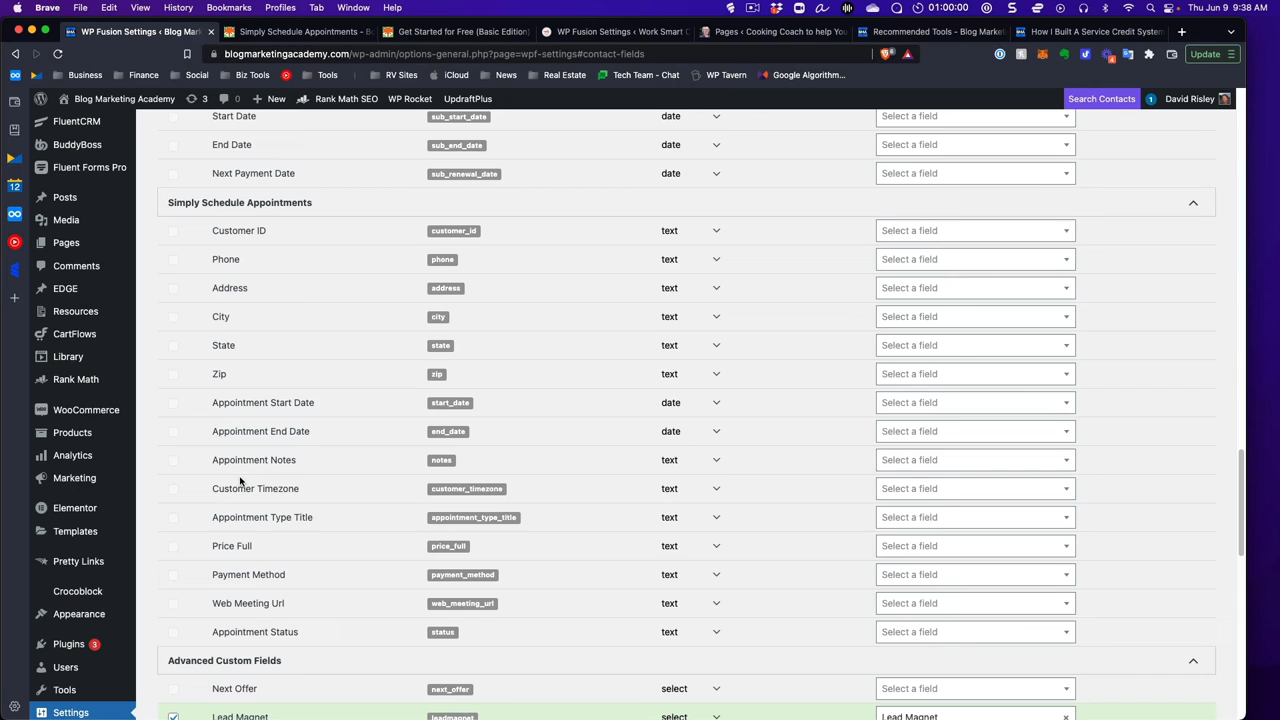 Profiles Tab Window Help
Thu Jan 5 9:30 AM
WP Fusion Settings ‹ Blog Mark
Simply Schedule Appointments - B
Get Started for Free (Basic Edition)
WP Fusion Settings ‹ Work Smart C
Pages ‹ Cooking Coach to help You
Recommended Tools - Blog Market
How I Built A Service Credit System
blogmarketingacademy.com/wp-admin/options-general.php?page=wpf-settings#contact-fields
Update
Business
Finance
Social
Biz Tools
Tools
RV Sites
iCloud
News
Real Estate
Tech Team - Chat
WP Tavern
Google Algorithm...
Blog Marketing Academy
3
0
New
Rank Math SEO
WP Rocket
UpdraftPlus
Search Contacts
1
David Risley
FluentCRM
BuddyBoss
Fluent Forms Pro
Posts
Media
Pages
Comments
EDGE
Resources
CartFlows
Library
Rank Math
WooCommerce
Products
Analytics
Marketing
Elementor
Templates
Pretty Links
Crocoblock
Appearance
Plugins 3
Users
Tools
Settings
12
Start Date sub_start_date date Select a field
End Date sub_end_date date Select a field
Next Payment Date sub_renewal_date date Select a field
Simply Schedule Appointments
Customer ID customer_id text Select a field
Phone phone text Select a field
Address address text Select a field
City city text Select a field
State state text Select a field
Zip zip text Select a field
Appointment Start Date start_date date Select a field
Appointment End Date end_date date Select a field
Appointment Notes notes text Select a field
Customer Timezone customer_timezone text Select a field
Appointment Type Title appointment_type_title text Select a field
Price Full price_full text Select a field
Payment Method payment_method text Select a field
Web Meeting Url web_meeting_url text Select a field
Appointment Status status text Select a field
Advanced Custom Fields
Next Offer next_offer select Select a field
Lead Magnet leadmagnet select Lead Magnet